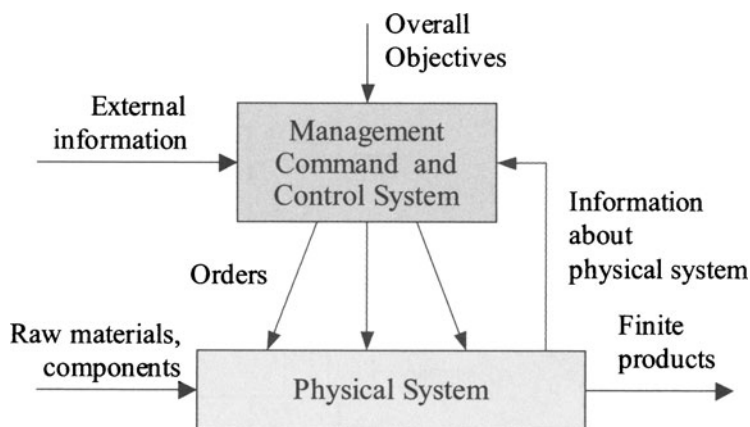 Overall
Objectives
External
information
Management
Command and
Control System
Information
about
physical system
Orders
Raw materials,
components
Physical System
Finite
products